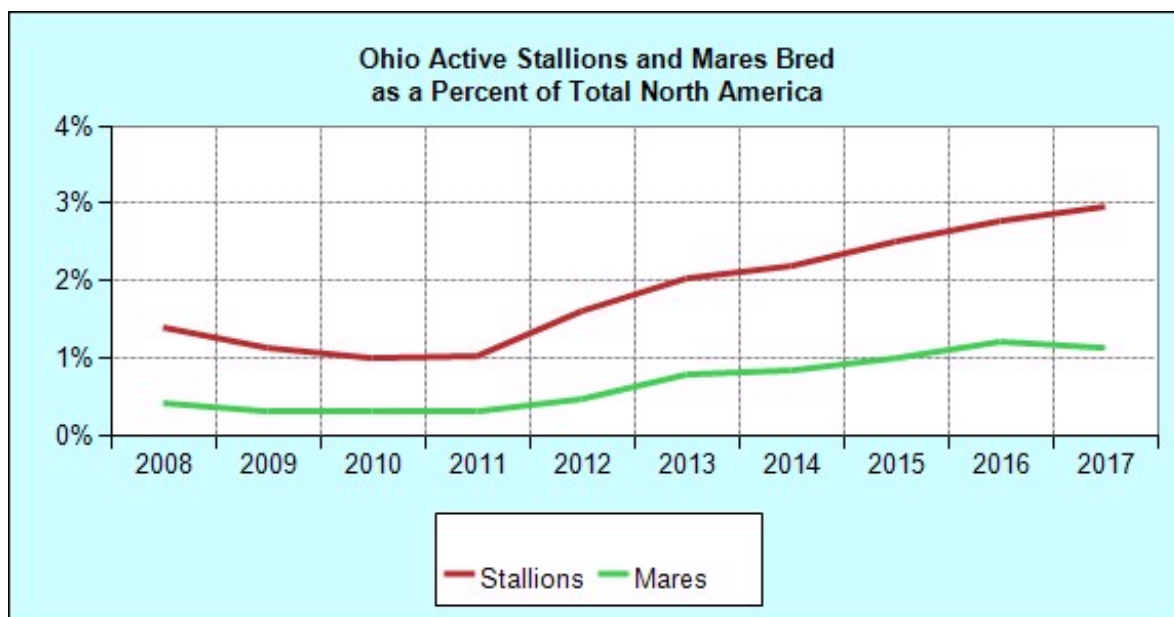 Ohio Active Stallions and Mares Bred
as a Percent of Total North America
4%
3%
2%
1%
0%
2008 2009 2010 2011 2012 2013 2014 2015 2016 2017
Stallions Mares